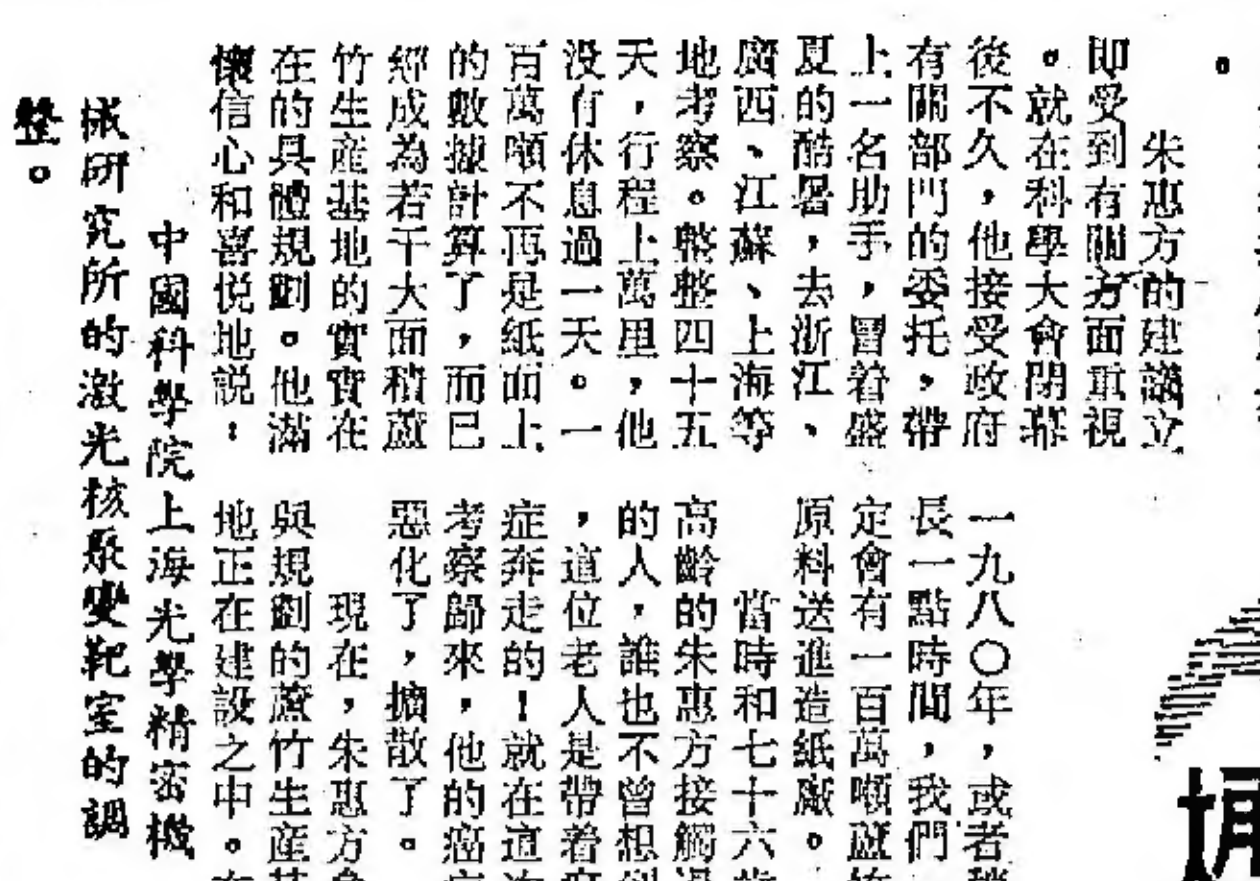 朱惠方的建議立
即受到有關方面重視
。就在科學大會閉幕
後不久，他接受政府
有關部門的委托，帶
上一名助手，冒着盛
夏的酷暑，去浙江、
廣西、江蘇、上海等
地考察。整整四十五
天，行程上萬里，他
没有休息過一天。一
百萬噸不再是紙面上
的數據計算了，而已
經成為若干大面積蘆
竹生産基地的實實在
在的具體規劃。他滿
懷信心和喜悦地説：
一九八〇年，或者稍
長一點時間，我們
定會有一百萬噸蘆竹
原料送進造紙廠。
當時和七十六歲
高齡的朱惠方接觸過
的人，誰也不曾想到
，這位老人是帶着
症奔走的！就在這次
考察歸來，他的癌
惡化了，擴散了。
現在，朱惠方
與規劃的蘆竹生産基
地正在建設之中。
中國科學院上海光學精密機
械研究所的激光核聚變靶室的調
整。